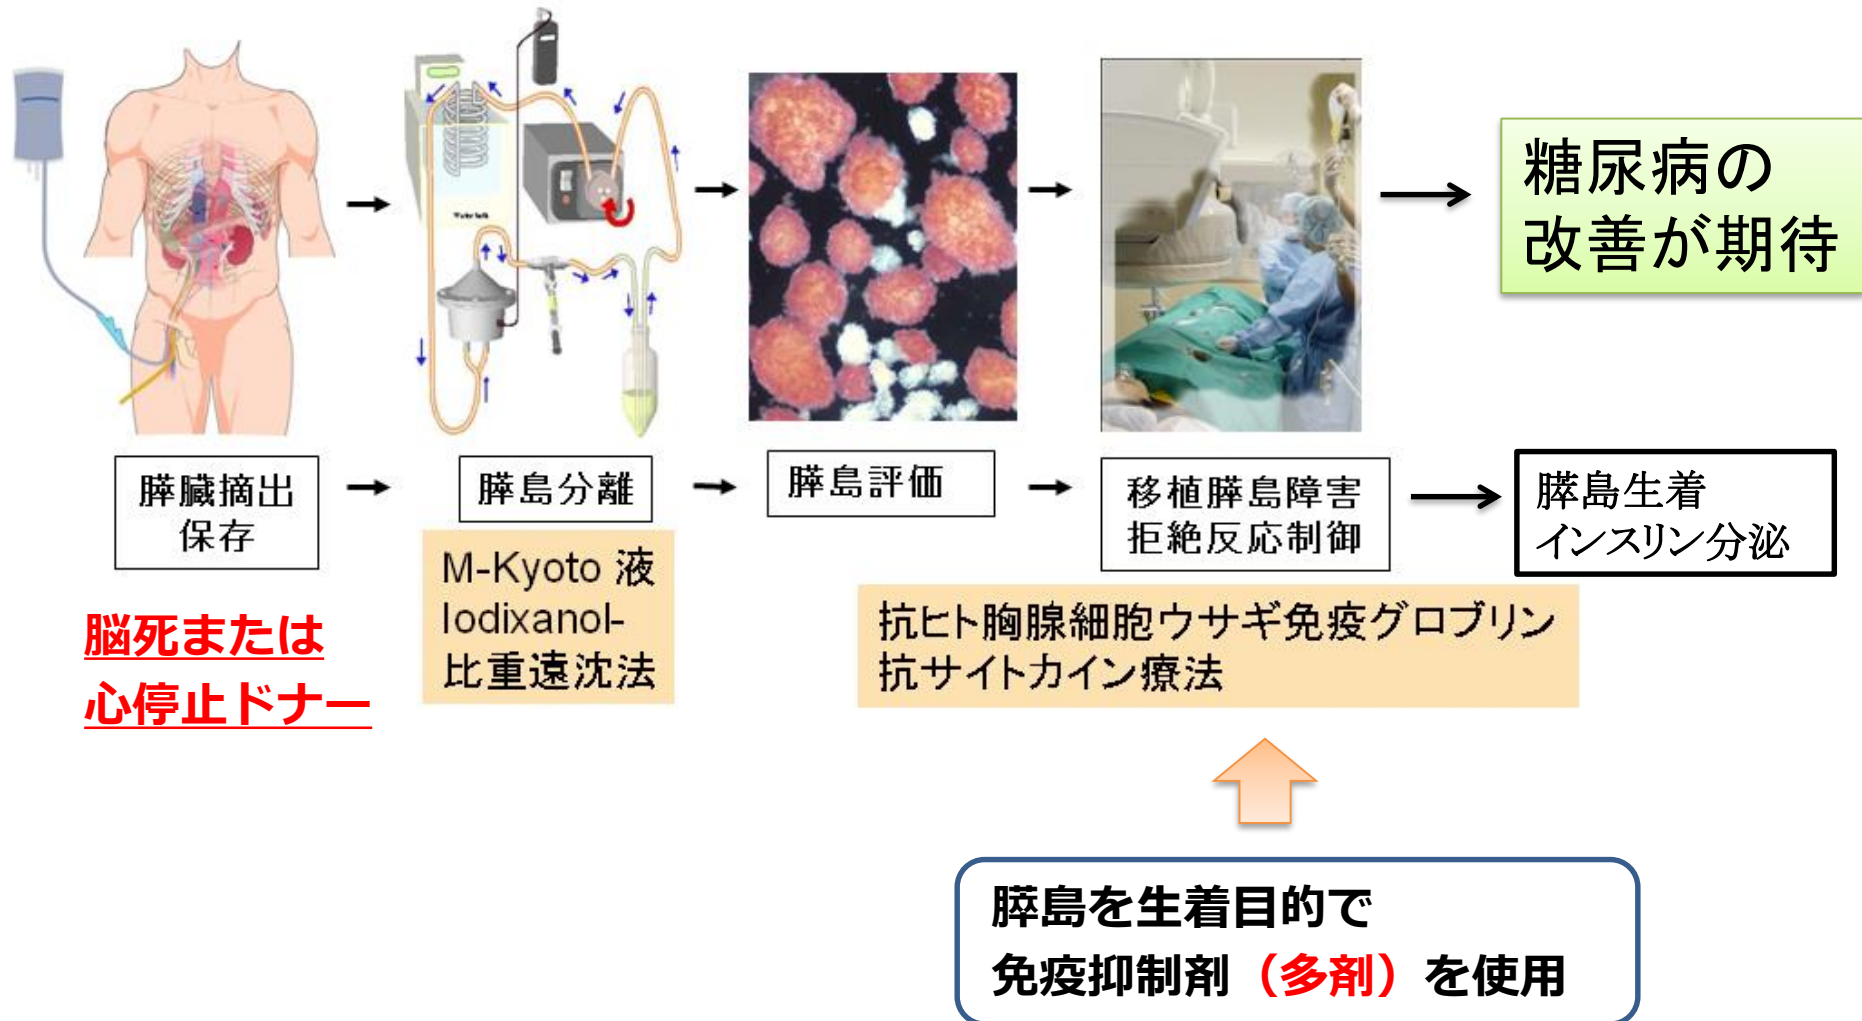 糖尿病の
改善が期待
Water bath
膵臓摘出
保存
膵島分離
膵島評価
移植膵島障害
拒絶反応制御
膵島生着
インスリン分泌
脳死または
心停止ドナー
M-Kyoto 液
Iodixanol-
比重遠沈法
抗ヒト胸腺細胞ウサギ免疫グロブリン
抗サイトカイン療法
膵島を生着目的で
免疫抑制剤（多剤）を使用